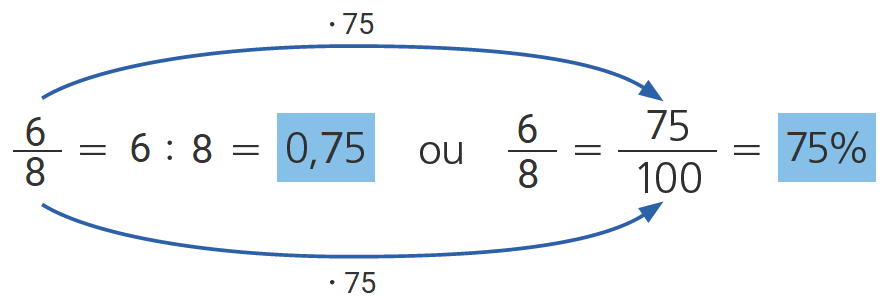 · 75
6/8 = 6 : 8 = 0,75 ou 6/8 = 75/100 = 75%
· 75